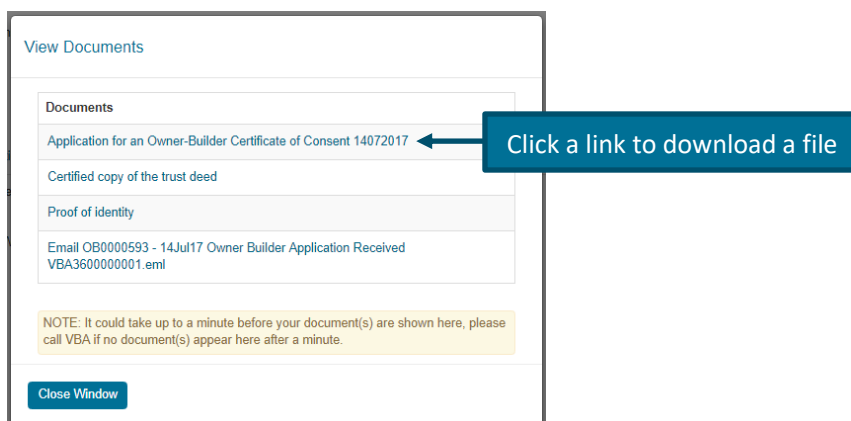 View Documents
Documents
Application for an Owner-Builder Certificate of Consent 14072017
Click a link to download a file
Certified copy of the trust deed
Proof of identity
Email OB0000593 - 14Jul17 Owner Builder Application Received
VBA3600000001.eml
NOTE: It could take up to a minute before your document(s) are shown here, please
call VBA if no document(s) appear here after a minute.
Close Window